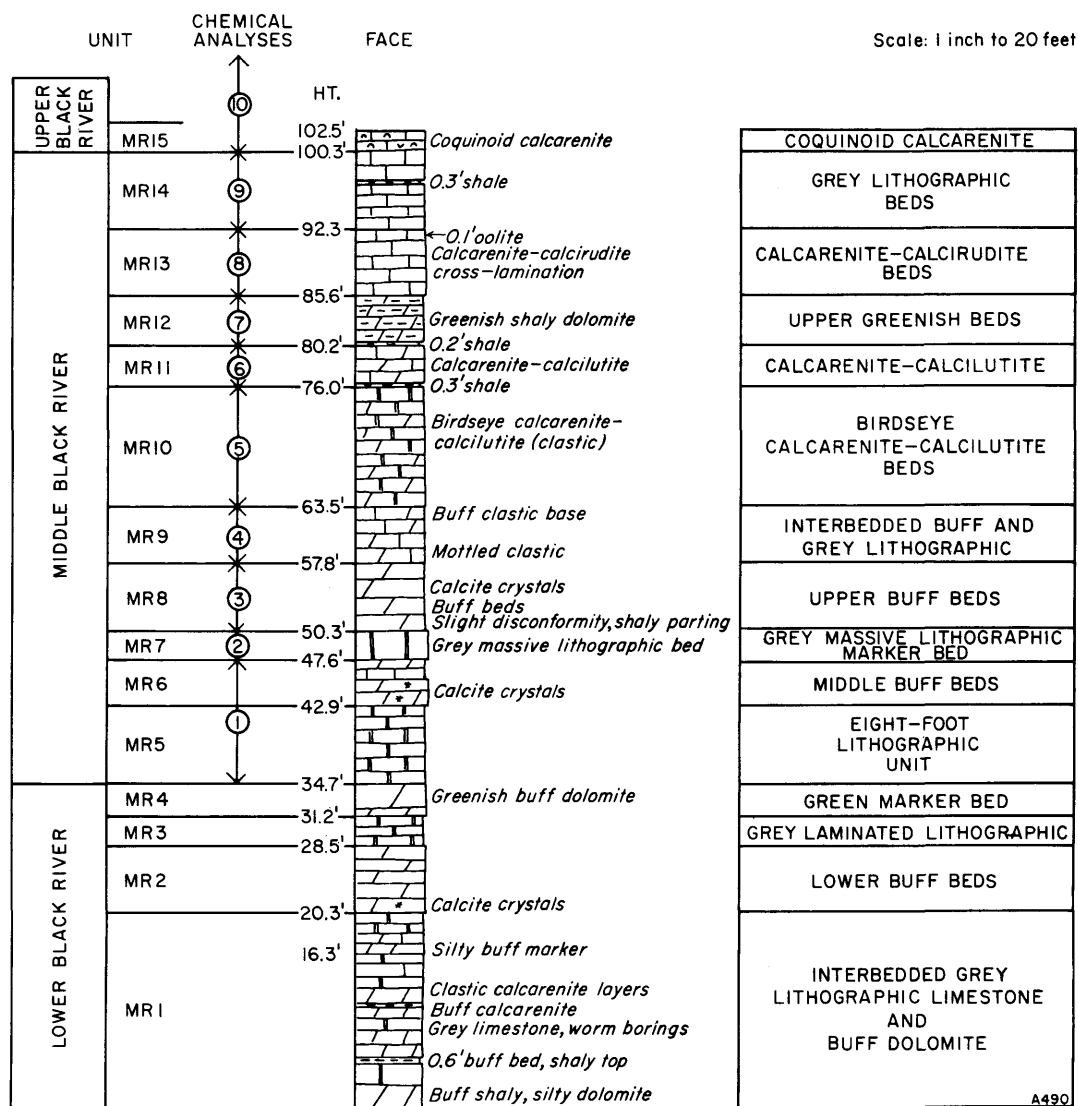 UNIT
CHEMICAL
ANALYSES
FACE
Scale: 1 inch to 20 feet
HT.
UPPER
BLACK
RIVER
MIDDLE BLACK RIVER
LOWER BLACK RIVER
MR15
MR14
MR13
MR12
MR11
MR10
MR9
MR8
MR7
MR6
MR5
MR4
MR3
MR2
MR1
10
9
8
7
6
5
4
3
2
1
102.5'
100.3'
92.3
85.6'
80.2'
76.0'
63.5'
57.8'
50.3'
47.6'
42.9'
34.7'
31.2'
28.5'
20.3'
16.3'
Coquinoid calcarenite
0.3' shale
0.1' oolite
Calcarenite-calcirudite
cross-lamination
Greenish shaly dolomite
0.2' shale
Calcarenite-calcilutite
0.3' shale
Birdseye calcarenite-
calcilutite (clastic)
Buff clastic base
Mottled clastic
Calcite crystals
Buff beds
Slight disconformity, shaly parting
Grey massive lithographic bed
Calcite crystals
Greenish buff dolomite
Calcite crystals
Silty buff marker
Clastic calcarenite layers
Buff calcarenite
Grey limestone, worm borings
0.6' buff bed, shaly top
Buff shaly, silty dolomite
COQUINOID CALCARENITE
GREY LITHOGRAPHIC
BEDS
CALCARENITE-CALCIRUDITE
BEDS
UPPER GREENISH BEDS
CALCARENITE-CALCILUTITE
BIRDSEYE
CALCARENITE-CALCILUTITE
BEDS
INTERBEDDED BUFF AND
GREY LITHOGRAPHIC
UPPER BUFF BEDS
GREY MASSIVE LITHOGRAPHIC
MARKER BED
MIDDLE BUFF BEDS
EIGHT-FOOT
LITHOGRAPHIC
UNIT
GREEN MARKER BED
GREY LAMINATED LITHOGRAPHIC
LOWER BUFF BEDS
INTERBEDDED GREY
LITHOGRAPHIC LIMESTONE
AND
BUFF DOLOMITE
A490